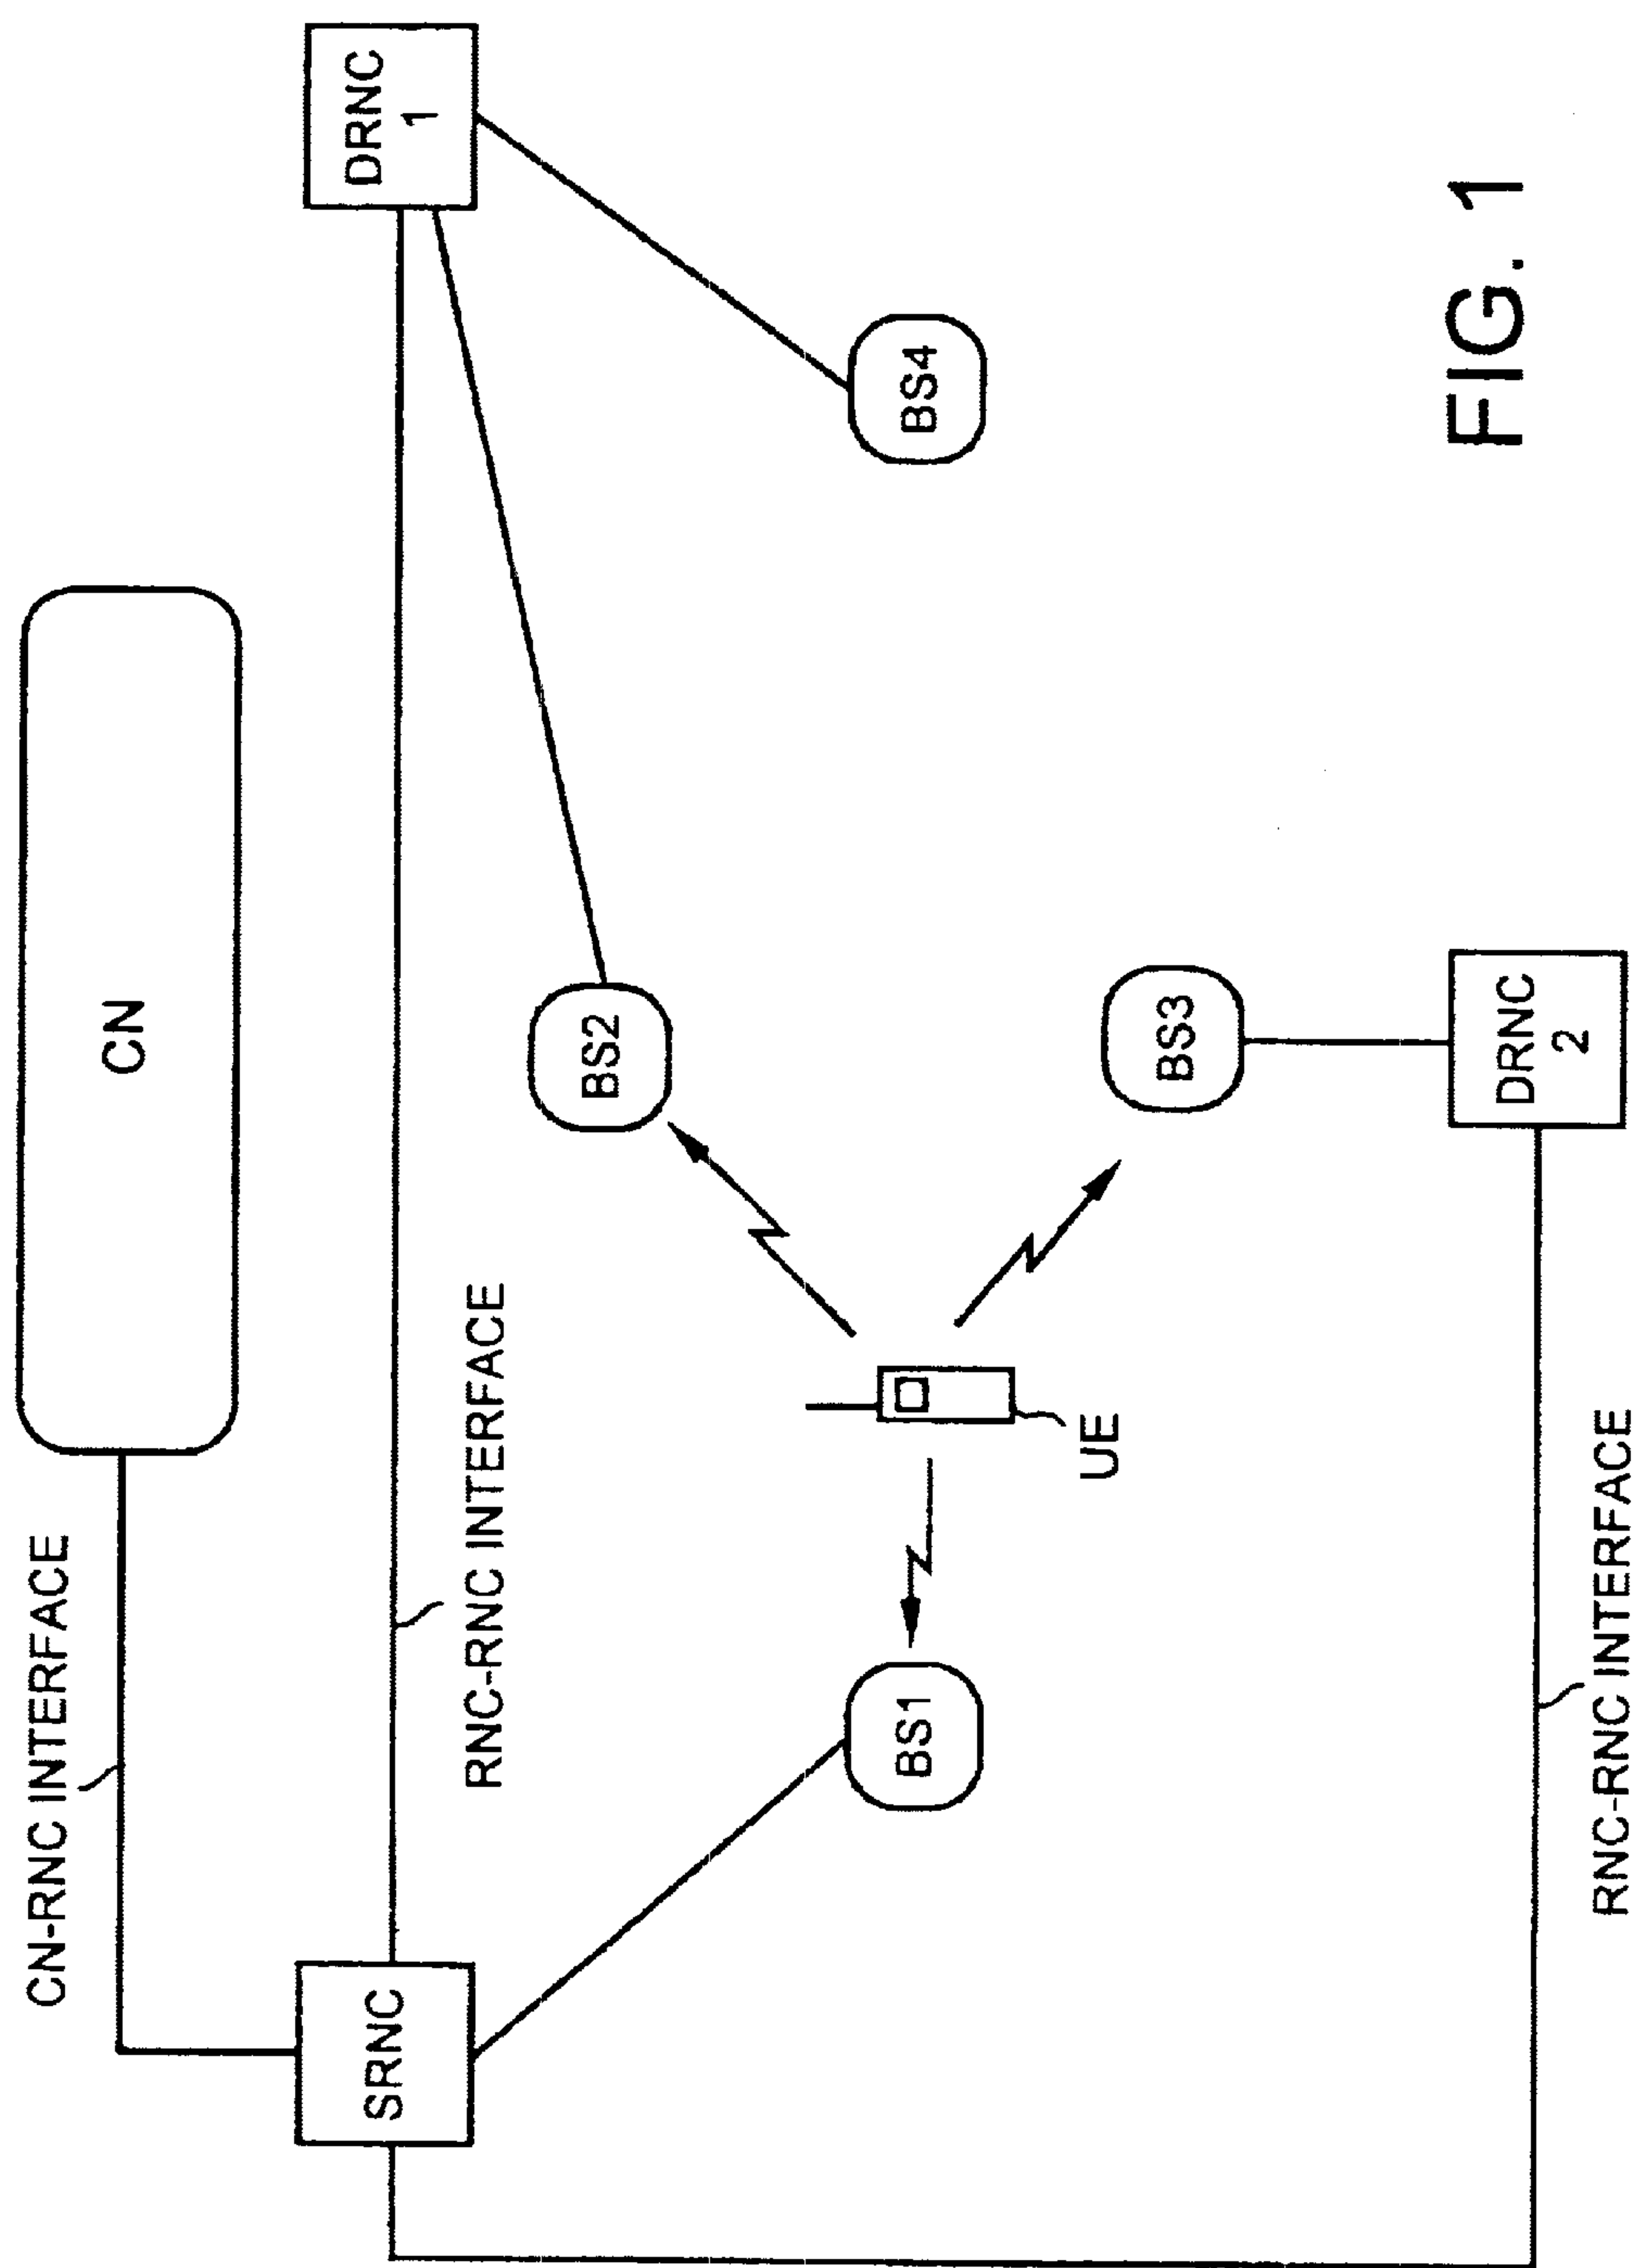 CN
CN-RNC INTERFACE
SRNC
DRNC
1
RNC-RNC INTERFACE
BS2
BS1
UE
BS4
BS3
DRNC
2
RNC-RNC INTERFACE
FIG. 1